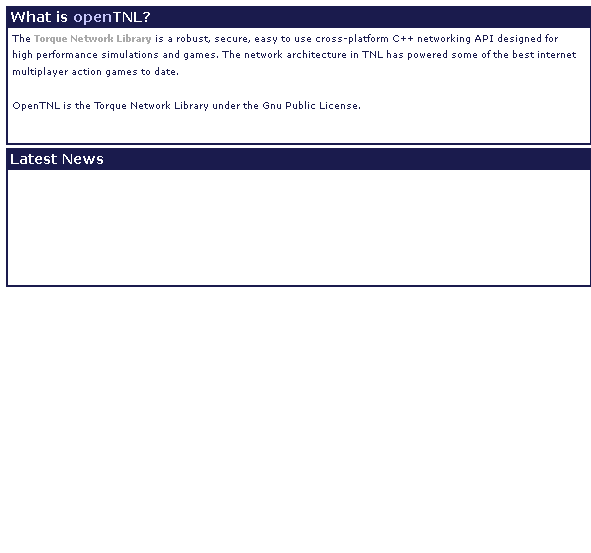 What is openTNL?
The Torque Network Library is a robust, secure, easy to use cross-platform C++ networking API designed for
high performance simulations and games. The network architecture in TNL has powered some of the best internet
multiplayer action games to date.
OpenTNL is the Torque Network Library under the Gnu Public License.
Latest News